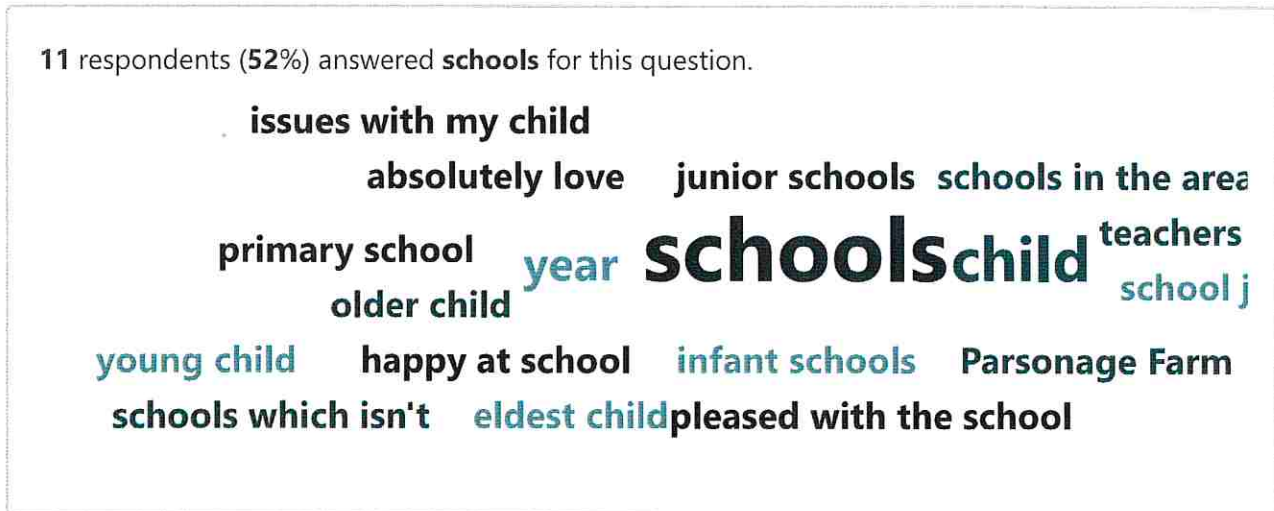 11 respondents (52%) answered schools for this question.
issues with my child
absolutely love junior schools schools in the area
primary school year schools child teachers
older child school j
young child happy at school infant schools Parsonage Farm
schools which isn't eldest child pleased with the school